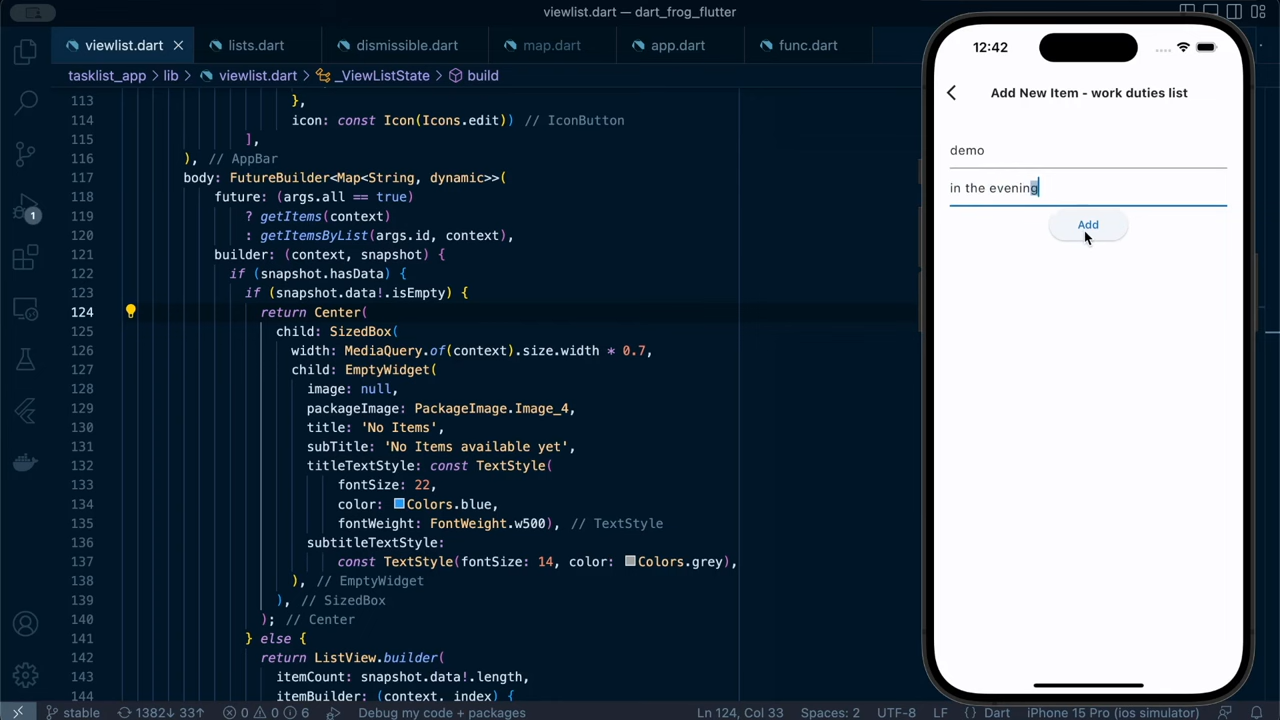 viewlist.dart — dart_frog_flutter
viewlist.dart
lists.dart
dismissible.dart
map.dart
app.dart
func.dart
tasklist_app > lib > viewlist.dart > _ViewListState > build
113 },
114 icon: const Icon(Icons.edit)) // IconButton
115 ],
116 ), // AppBar
117 body: FutureBuilder<Map<String, dynamic>>(
118 future: (args.all == true)
119 ? getItems(context)
120 : getItemsByList(args.id, context),
121 builder: (context, snapshot) {
122 if (snapshot.hasData) {
123 if (snapshot.data!.isEmpty) {
124 return Center(
125 child: SizedBox(
126 width: MediaQuery.of(context).size.width * 0.7,
127 child: EmptyWidget(
128 image: null,
129 packageImage: PackageImage.Image_4,
130 title: 'No Items',
131 subTitle: 'No Items available yet',
132 titleTextStyle: const TextStyle(
133 fontSize: 22,
134 color: Colors.blue,
135 fontWeight: FontWeight.w500), // TextStyle
136 subtitleTextStyle:
137 const TextStyle(fontSize: 14, color: Colors.grey),
138 ), // EmptyWidget
139 ), // SizedBox
140 ); // Center
141 } else {
142 return ListView.builder(
143 itemCount: snapshot.data!.length,
144 itemBuilder: (context, index) {
1
12:42
Add New Item - work duties list
demo
in the evening
Add
stable 1382↓ 33↑ 0 0 6 Debug my code + packages Ln 124, Col 33 Spaces: 2 UTF-8 LF {} Dart iPhone 15 Pro (ios simulator)